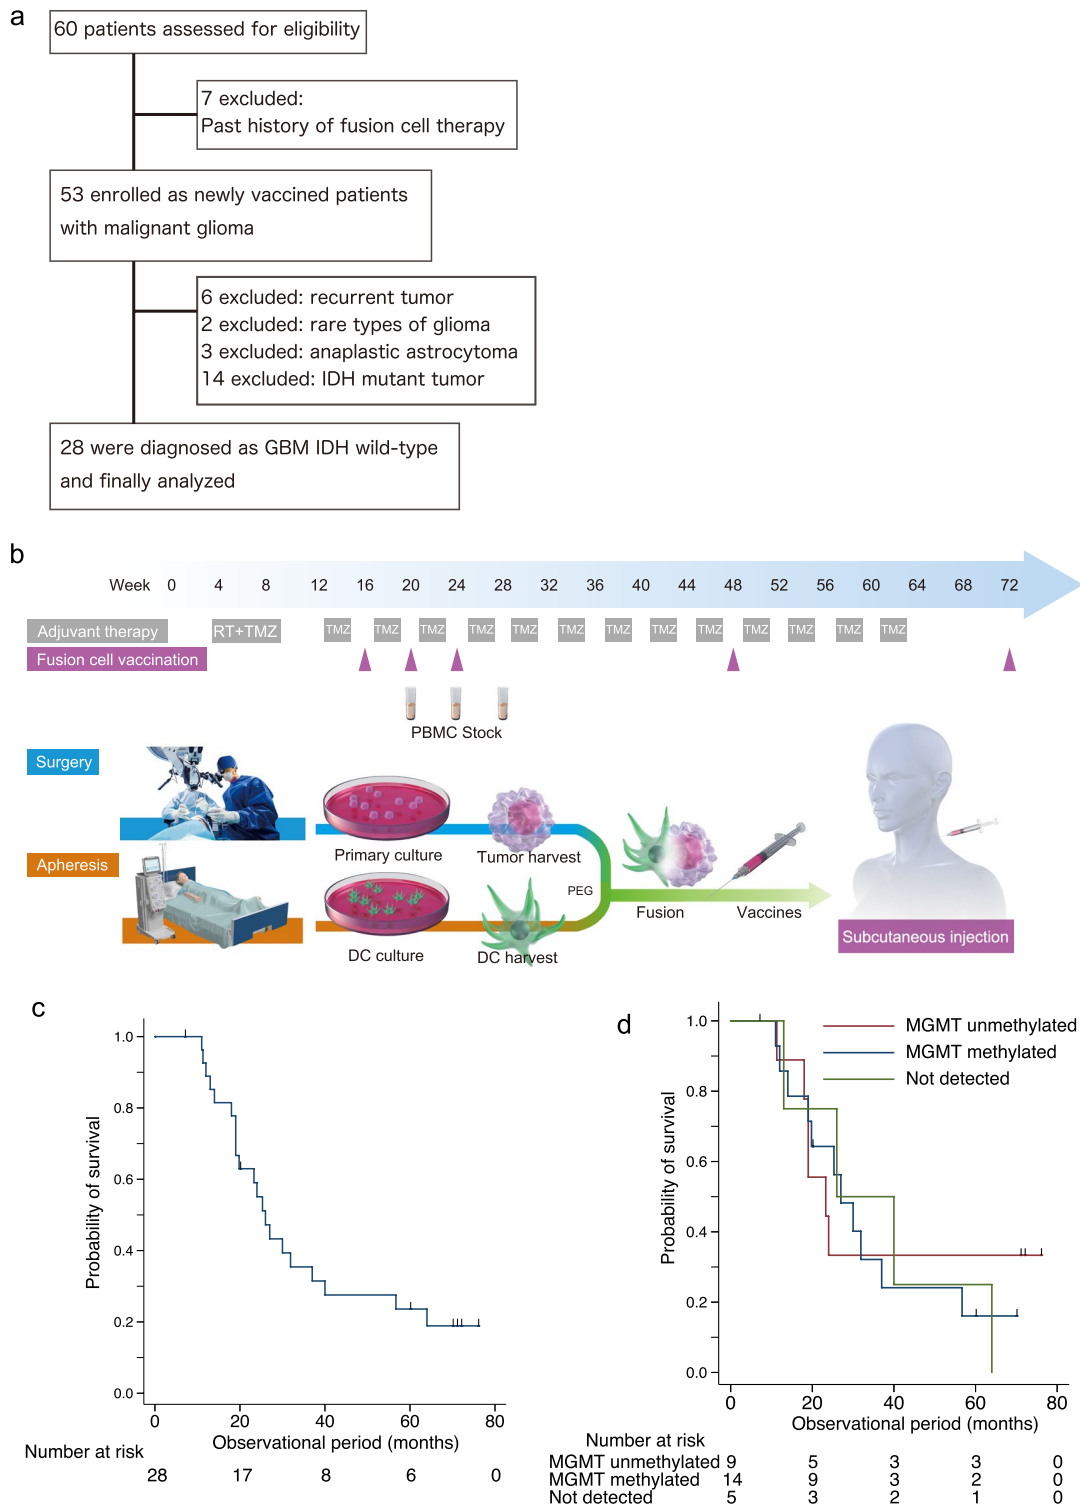 a
60 patients assessed for eligibility
7 excluded:
Past history of fusion cell therapy
53 enrolled as newly vaccined patients
with malignant glioma
6 excluded: recurrent tumor
2 excluded: rare types of glioma
3 excluded: anaplastic astrocytoma
14 excluded: IDH mutant tumor
28 were diagnosed as GBM IDH wild-type
and finally analyzed
b
Week 0 4 8 12 16 20 24 28 32 36 40 44 48 52 56 60 64 68 72
Adjuvant therapy RT+TMZ TMZ TMZ TMZ TMZ TMZ TMZ TMZ TMZ TMZ TMZ TMZ TMZ TMZ
Fusion cell vaccination
PBMC Stock
Surgery
Primary culture Tumor harvest
Apheresis
PEG
Fusion Vaccines
DC culture DC harvest
Subcutaneous injection
c
Probability of survival
1.0
0.8
0.6
0.4
0.2
0.0
0 20 40 60 80
Observational period (months)
Number at risk
28 17 8 6 0
d
MGMT unmethylated
MGMT methylated
Not detected
Probability of survival
1.0
0.8
0.6
0.4
0.2
0.0
0 20 40 60 80
Observational period (months)
Number at risk
MGMT unmethylated 9 5 3 3 0
MGMT methylated 14 9 3 2 0
Not detected 5 3 2 1 0